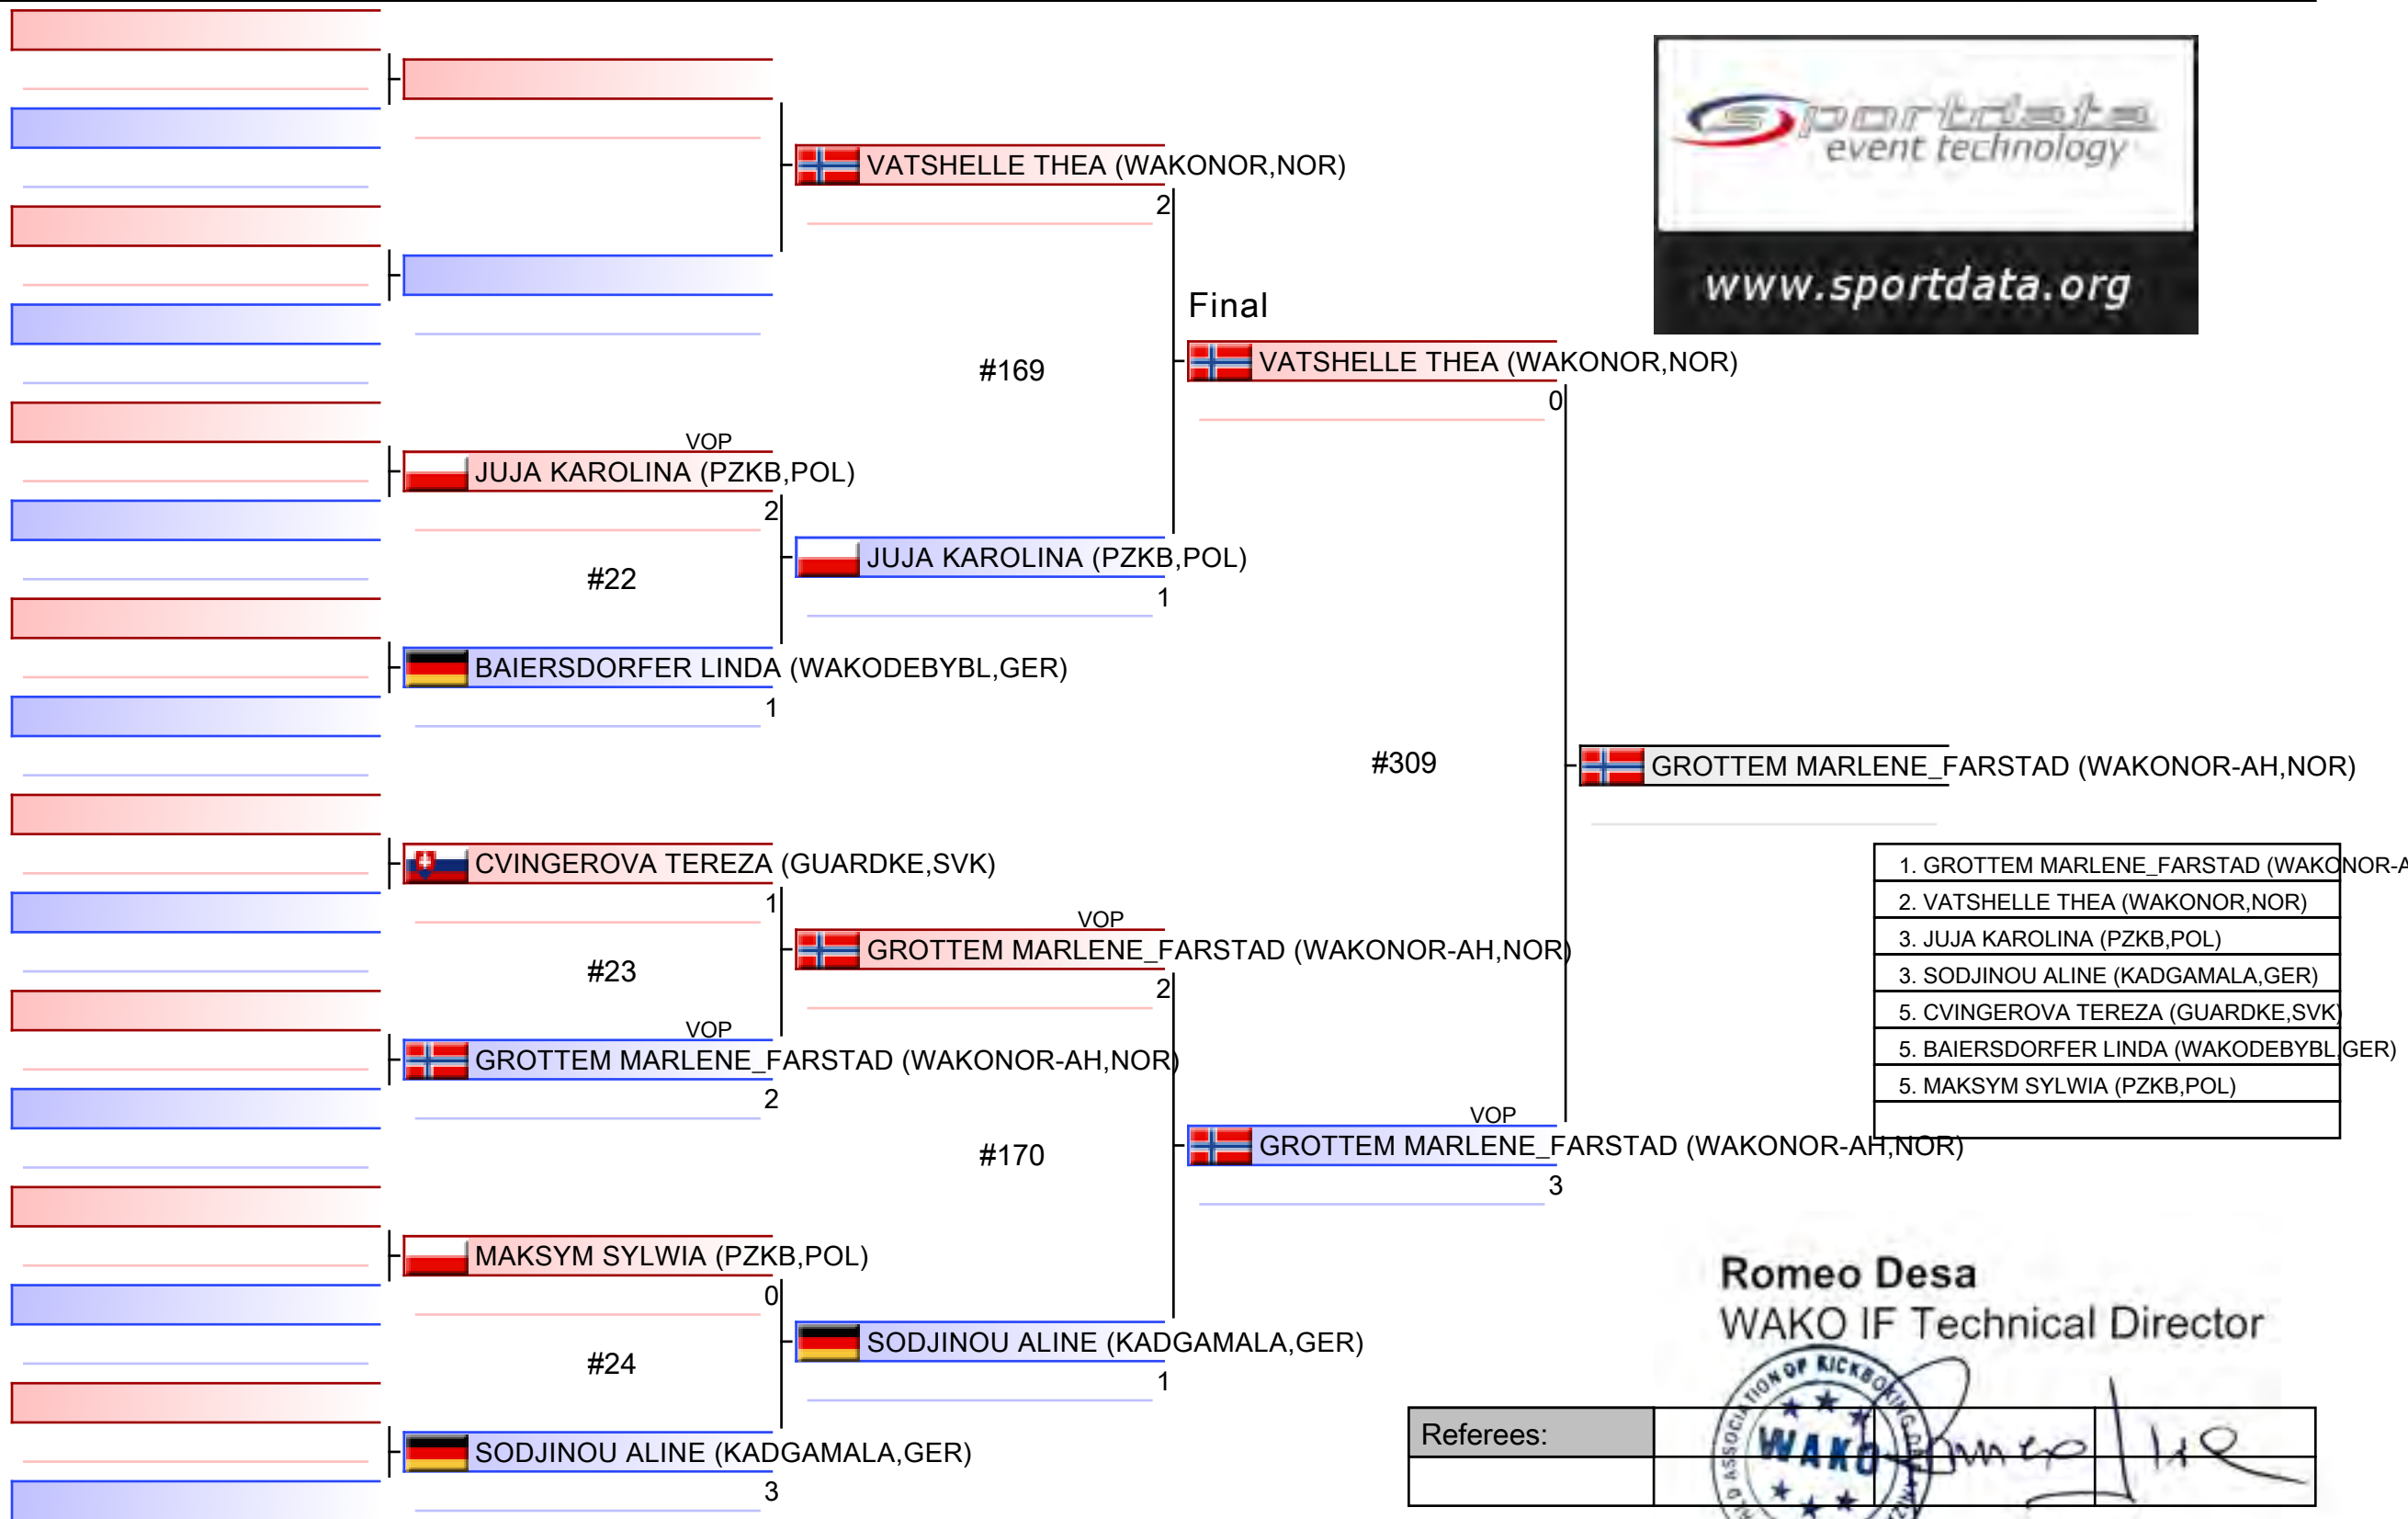 sportdata
event technology
www.sportdata.org
VATSHELLE THEA (WAKONOR,NOR)
2
Final
#169
VATSHELLE THEA (WAKONOR,NOR)
0
VOP
JUJA KAROLINA (PZKB,POL)
2
#22
JUJA KAROLINA (PZKB,POL)
1
BAIERSDORFER LINDA (WAKODEBYBL,GER)
1
#309
GROTTEM MARLENE_FARSTAD (WAKONOR-AH,NOR)
CVINGEROVA TEREZA (GUARDKE,SVK)
1
VOP
GROTTEM MARLENE_FARSTAD (WAKONOR-AH,NOR)
2
#23
VOP
GROTTEM MARLENE_FARSTAD (WAKONOR-AH,NOR)
2
1. GROTTEM MARLENE_FARSTAD (WAKONOR-A
2. VATSHELLE THEA (WAKONOR,NOR)
3. JUJA KAROLINA (PZKB,POL)
3. SODJINOU ALINE (KADGAMALA,GER)
5. CVINGEROVA TEREZA (GUARDKE,SVK)
5. BAIERSDORFER LINDA (WAKODEBYBL,GER)
5. MAKSYM SYLWIA (PZKB,POL)
#170
VOP
GROTTEM MARLENE_FARSTAD (WAKONOR-AH,NOR)
3
MAKSYM SYLWIA (PZKB,POL)
0
#24
SODJINOU ALINE (KADGAMALA,GER)
1
SODJINOU ALINE (KADGAMALA,GER)
3
Romeo Desa
WAKO IF Technical Director
Referees:
ASSOCIATION OF KICKBOXING
WAKO